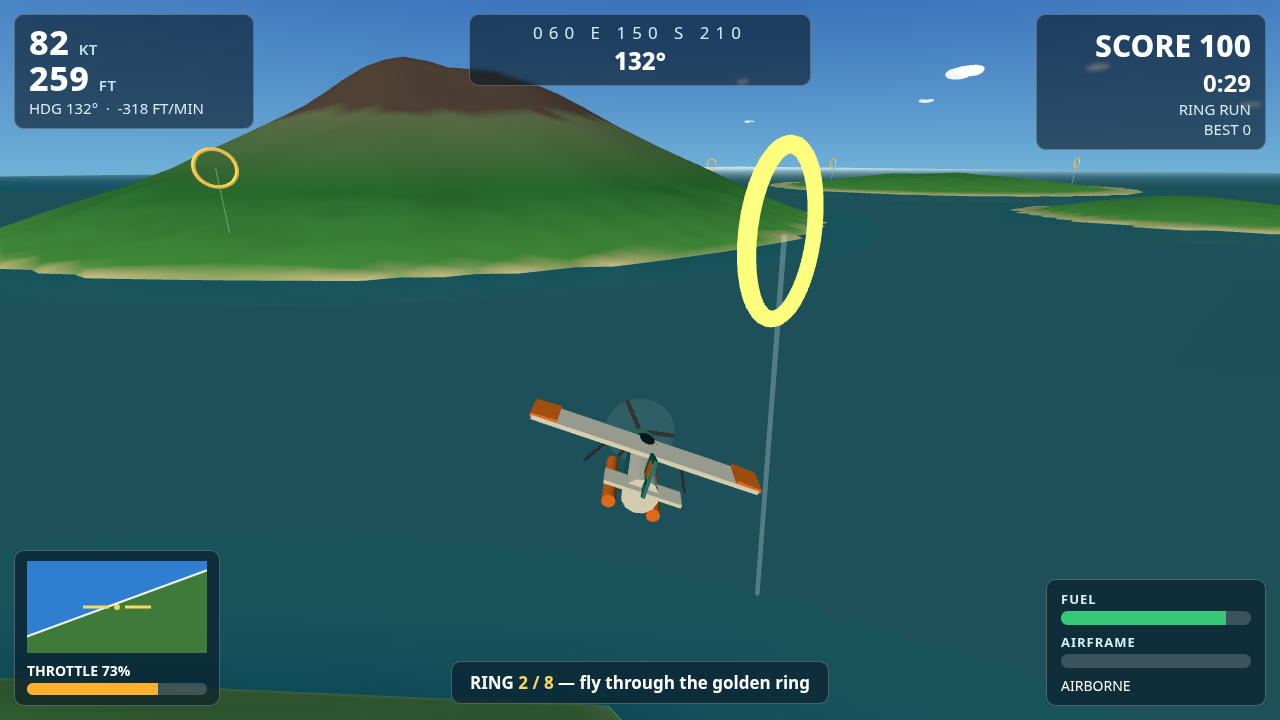 82 KT
259 FT
HDG 132° · -318 FT/MIN
060 E 150 S 210
132°
SCORE 100
0:29
RING RUN
BEST 0
THROTTLE 73%
RING 2 / 8 — fly through the golden ring
FUEL
AIRFRAME
AIRBORNE